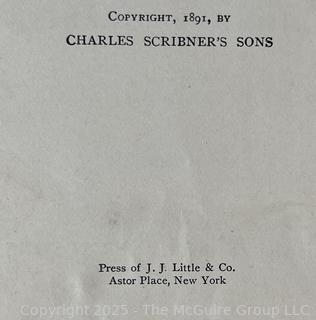 Copyright, 1891, by
CHARLES SCRIBNER'S SONS
Press of J. J. Little & Co.
Astor Place, New York
Copyright 2025 - The McGuire Group LLC